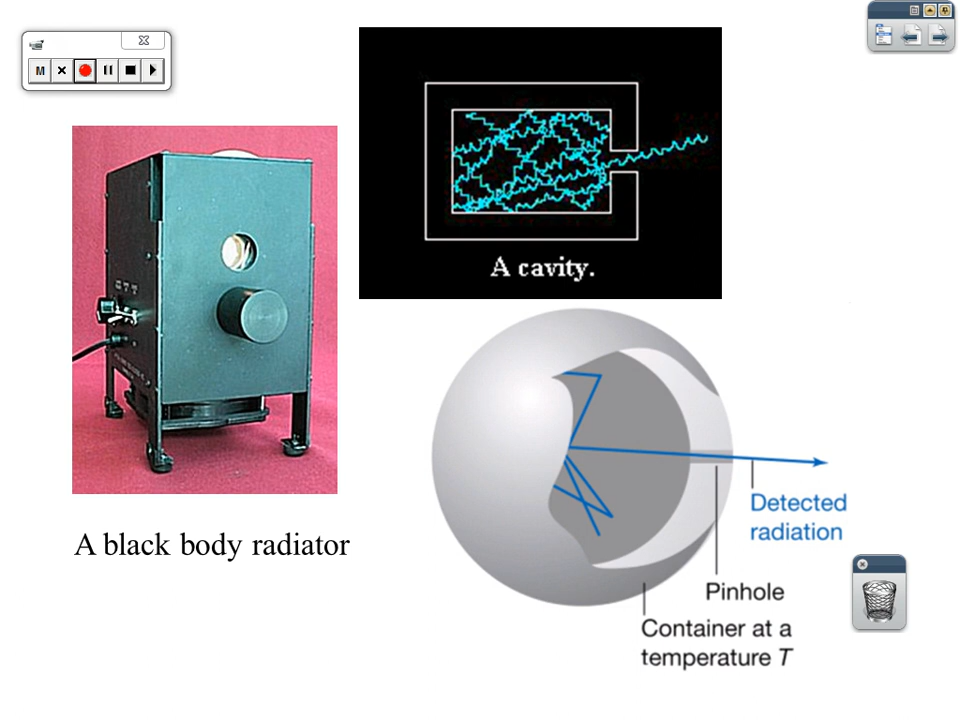 M
A cavity.
A black body radiator
Detected
radiation
Pinhole
Container at a
temperature T